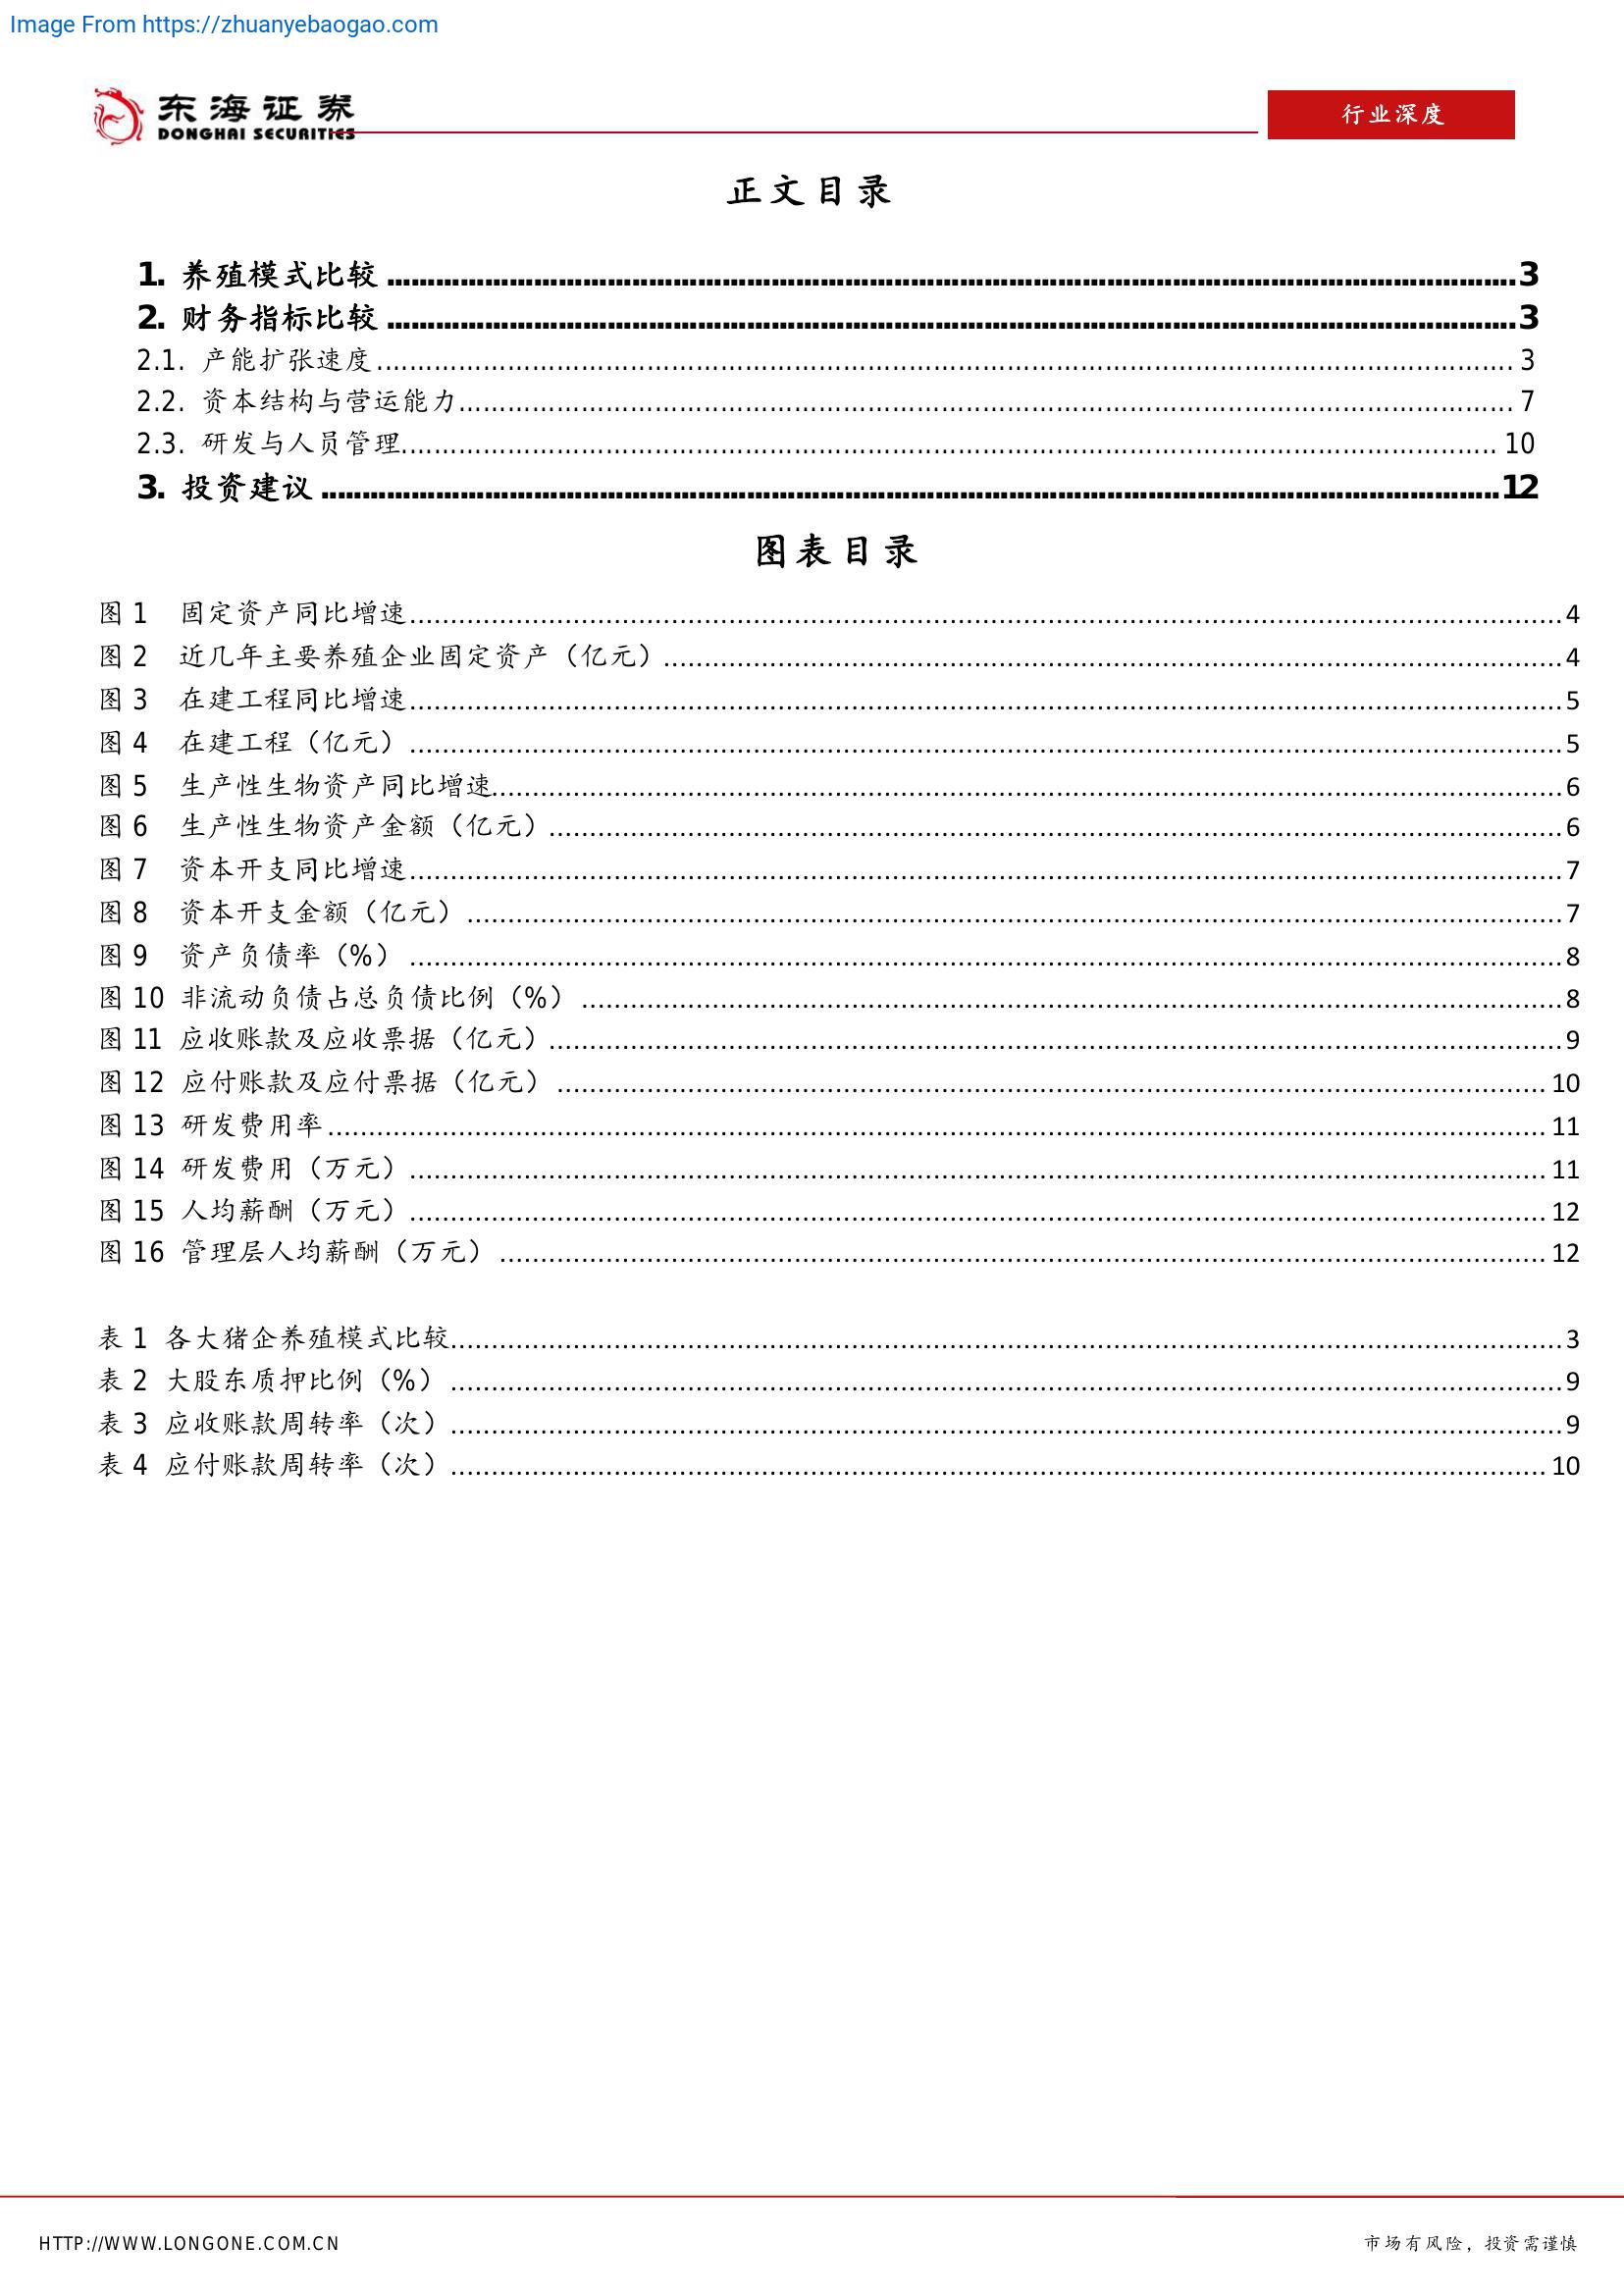 Image From https://zhuanyebaogao.com
东海证券
DONGHAI SECURITIES
行业深度
正文目录
1. 养殖模式比较 ........ 3
2. 财务指标比较 ........ 3
2.1. 产能扩张速度 ........ 3
2.2. 资本结构与营运能力 ........ 7
2.3. 研发与人员管理 ........ 10
3. 投资建议 ........ 12
图表目录
图 1 固定资产同比增速 ........ 4
图 2 近几年主要养殖企业固定资产（亿元） ........ 4
图 3 在建工程同比增速 ........ 5
图 4 在建工程（亿元） ........ 5
图 5 生产性生物资产同比增速 ........ 6
图 6 生产性生物资产金额（亿元） ........ 6
图 7 资本开支同比增速 ........ 7
图 8 资本开支金额（亿元） ........ 7
图 9 资产负债率（%） ........ 8
图 10 非流动负债占总负债比例（%） ........ 8
图 11 应收账款及应收票据（亿元） ........ 9
图 12 应付账款及应付票据（亿元） ........ 10
图 13 研发费用率 ........ 11
图 14 研发费用（万元） ........ 11
图 15 人均薪酬（万元） ........ 12
图 16 管理层人均薪酬（万元） ........ 12
表 1 各大猪企养殖模式比较 ........ 3
表 2 大股东质押比例（%） ........ 9
表 3 应收账款周转率（次） ........ 9
表 4 应付账款周转率（次） ........ 10
HTTP://WWW.LONGONE.COM.CN
市场有风险，投资需谨慎